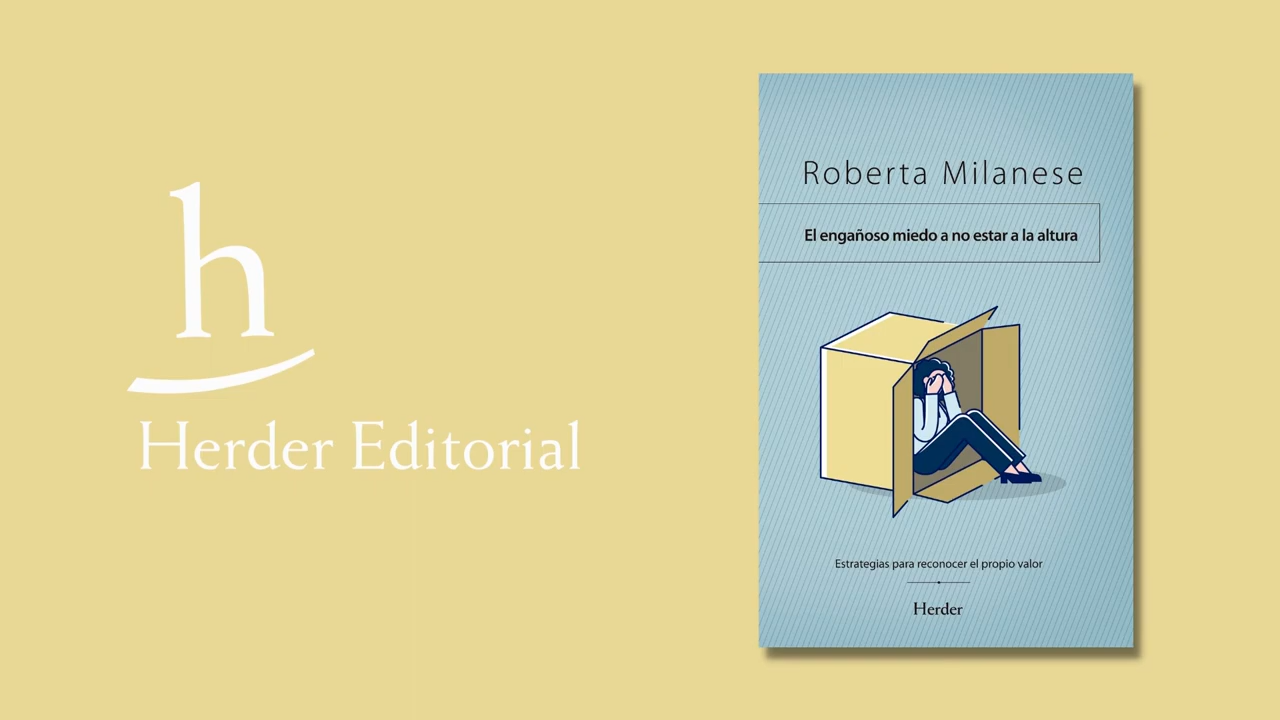 h
Herder Editorial
Roberta Milanese
El engañoso miedo a no estar a la altura
Estrategias para reconocer el propio valor
Herder